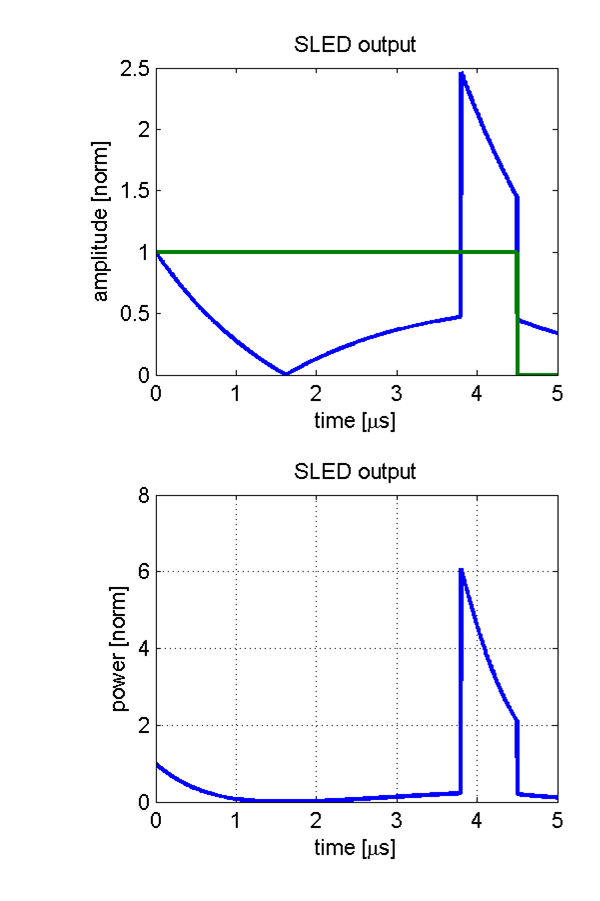 SLED output
2.5
2
1.5
1
0.5
0
amplitude [norm]
0 1 2 3 4 5
time [μs]
SLED output
8
6
4
2
0
power [norm]
0 1 2 3 4 5
time [μs]